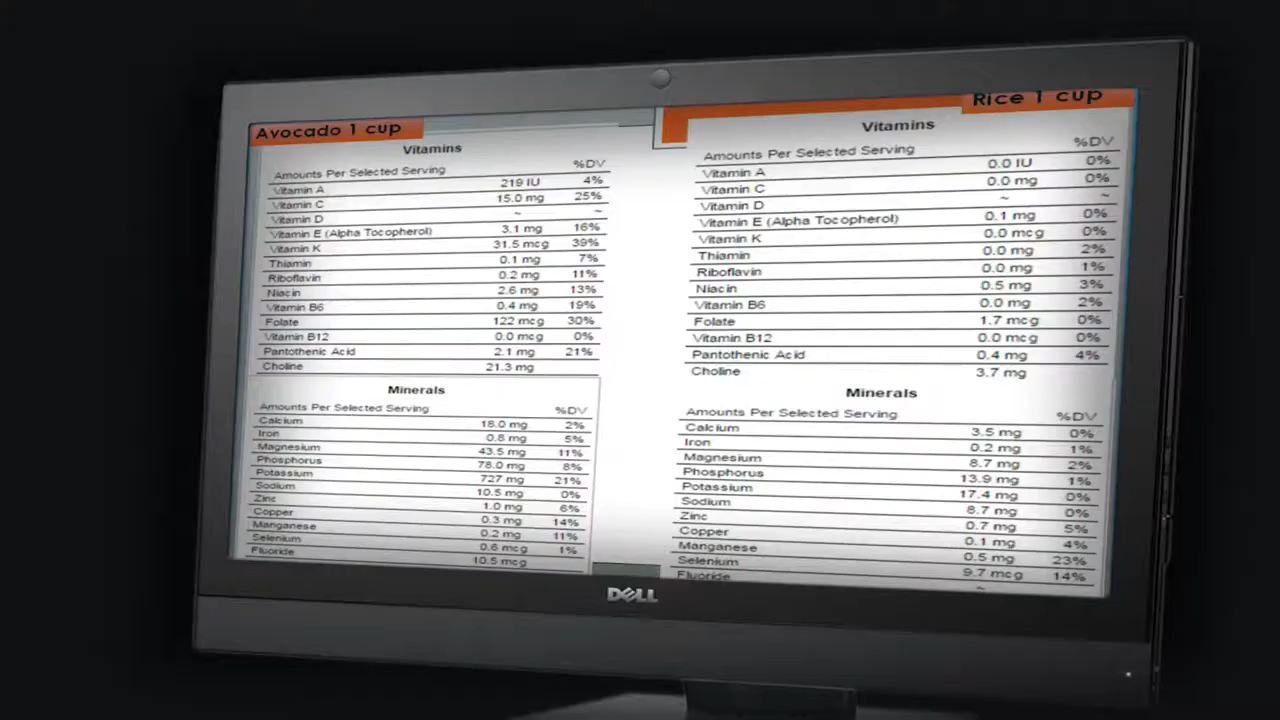 Avocado 1 cup
Vitamins
Amounts Per Selected Serving %DV
Vitamin A 219 IU 4%
Vitamin C 15.0 mg 25%
Vitamin D ~ ~
Vitamin E (Alpha Tocopherol) 3.1 mg 16%
Vitamin K 31.5 mcg 39%
Thiamin 0.1 mg 7%
Riboflavin 0.2 mg 11%
Niacin 2.6 mg 13%
Vitamin B6 0.4 mg 19%
Folate 122 mcg 30%
Vitamin B12 0.0 mcg 0%
Pantothenic Acid 2.1 mg 21%
Choline 21.3 mg
Minerals
Amounts Per Selected Serving %DV
Calcium 18.0 mg 2%
Iron 0.8 mg 5%
Magnesium 43.5 mg 11%
Phosphorus 78.0 mg 8%
Potassium 727 mg 21%
Sodium 10.5 mg 0%
Zinc 1.0 mg 6%
Copper 0.3 mg 14%
Manganese 0.2 mg 11%
Selenium 0.6 mcg 1%
Fluoride 10.5 mcg
Rice 1 cup
Vitamins
Amounts Per Selected Serving %DV
Vitamin A 0.0 IU 0%
Vitamin C 0.0 mg 0%
Vitamin D ~ ~
Vitamin E (Alpha Tocopherol) 0.1 mg 0%
Vitamin K 0.0 mcg 0%
Thiamin 0.0 mg 2%
Riboflavin 0.0 mg 1%
Niacin 0.5 mg 3%
Vitamin B6 0.0 mg 2%
Folate 1.7 mcg 0%
Vitamin B12 0.0 mcg 0%
Pantothenic Acid 0.4 mg 4%
Choline 3.7 mg
Minerals
Amounts Per Selected Serving %DV
Calcium 3.5 mg 0%
Iron 0.2 mg 1%
Magnesium 8.7 mg 2%
Phosphorus 13.9 mg 1%
Potassium 17.4 mg 0%
Sodium 8.7 mg 0%
Zinc 0.7 mg 5%
Copper 0.1 mg 4%
Manganese 0.5 mg 23%
Selenium 9.7 mcg 14%
Fluoride ~
DELL